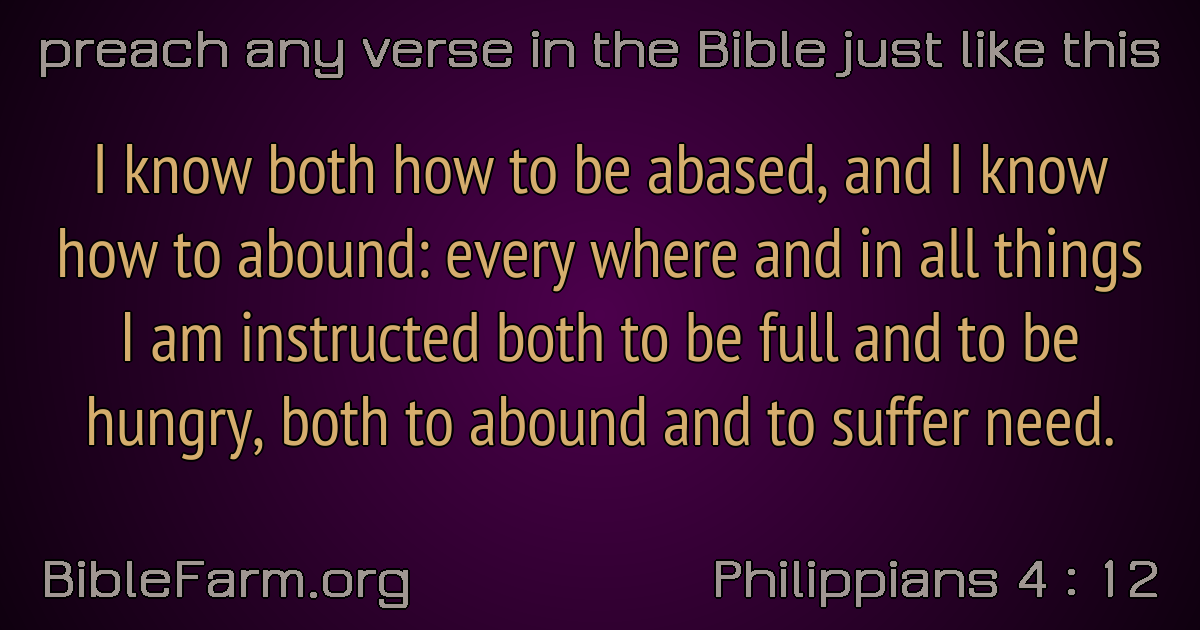 preach any verse in the Bible just like this
I know both how to be abased, and I know
how to abound: every where and in all things
I am instructed both to be full and to be
hungry, both to abound and to suffer need.
BibleFarm.org
Philippians 4 : 12